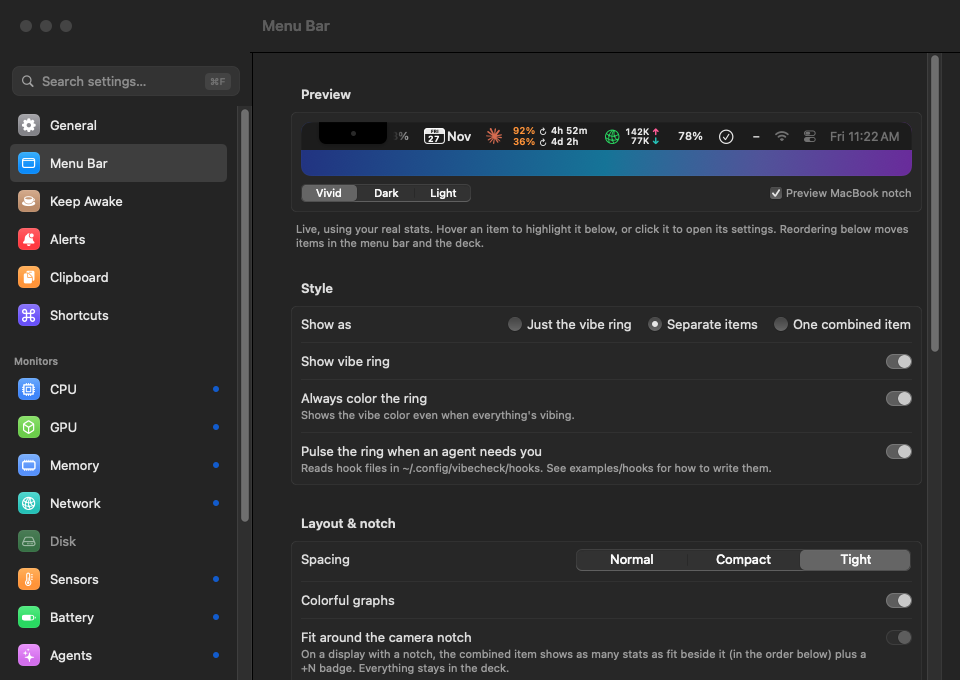 Menu Bar
Search settings...
⌘F
General
Menu Bar
Keep Awake
Alerts
Clipboard
Shortcuts
Monitors
CPU
GPU
Memory
Network
Disk
Sensors
Battery
Agents
Preview
% FRI 27 Nov 92% 4h 52m 142K 78% – Fri 11:22 AM
36% 4d 2h 77K
Vivid Dark Light
Preview MacBook notch
Live, using your real stats. Hover an item to highlight it below, or click it to open its settings. Reordering below moves
items in the menu bar and the deck.
Style
Show as
Just the vibe ring Separate items One combined item
Show vibe ring
Always color the ring
Shows the vibe color even when everything's vibing.
Pulse the ring when an agent needs you
Reads hook files in ~/.config/vibecheck/hooks. See examples/hooks for how to write them.
Layout & notch
Spacing
Normal Compact Tight
Colorful graphs
Fit around the camera notch
On a display with a notch, the combined item shows as many stats as fit beside it (in the order below) plus a
+N badge. Everything stays in the deck.